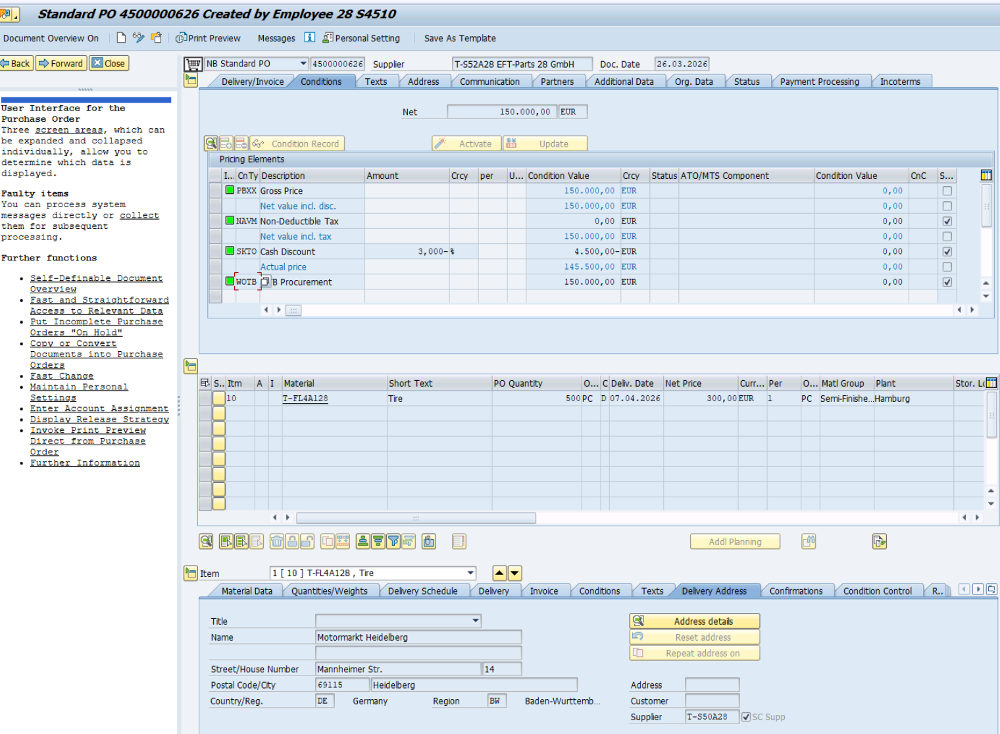 Standard PO 4500000626 Created by Employee 28 S4510
Document Overview On Print Preview Messages Personal Setting Save As Template
Back Forward Close
NB Standard PO 4500000626 Supplier T-S52A28 EFT-Parts 28 GmbH Doc. Date 26.03.2026
Delivery/Invoice Conditions Texts Address Communication Partners Additional Data Org. Data Status Payment Processing Incoterms
User Interface for the
Purchase Order
Three screen areas, which can
be expanded and collapsed
individually, allow you to
determine which data is
displayed.
Faulty items
You can process system
messages directly or collect
them for subsequent
processing.
Further functions
• Self-Definable Document
Overview
• Fast and Straightforward
Access to Relevant Data
• Put Incomplete Purchase
Orders "On Hold"
• Copy or Convert
Documents into Purchase
Orders
• Fast Change
• Maintain Personal
Settings
• Enter Account Assignment
• Display Release Strategy
• Invoke Print Preview
Direct from Purchase
Order
• Further Information
Net 150.000,00 EUR
Condition Record Activate Update
Pricing Elements
I... CnTy Description Amount Crcy per U... Condition Value Crcy Status ATO/MTS Component Condition Value CnC S...
PBXX Gross Price 150.000,00 EUR 0,00
Net value incl. disc. 150.000,00 EUR 0,00
NAVM Non-Deductible Tax 0,00 EUR 0,00
Net value incl. tax 150.000,00 EUR 0,00
SKTO Cash Discount 3,000- % 4.500,00- EUR 0,00
Actual price 145.500,00 EUR 0,00
WOTB B Procurement 150.000,00 EUR 0,00
S.. Itm A I Material Short Text PO Quantity O... C Deliv. Date Net Price Curr... Per O... Matl Group Plant Stor. Lo
10 T-FL4A128 Tire 500 PC D 07.04.2026 300,00 EUR 1 PC Semi-Finishe... Hamburg
Addl Planning
Item 1 [ 10 ] T-FL4A128 , Tire
Material Data Quantities/Weights Delivery Schedule Delivery Invoice Conditions Texts Delivery Address Confirmations Condition Control R..
Title Address details
Name Motormarkt Heidelberg Reset address
Repeat address on
Street/House Number Mannheimer Str. 14
Postal Code/City 69115 Heidelberg Address
Country/Reg. DE Germany Region BW Baden-Wurttemb... Customer
Supplier T-S50A28 SC Supp